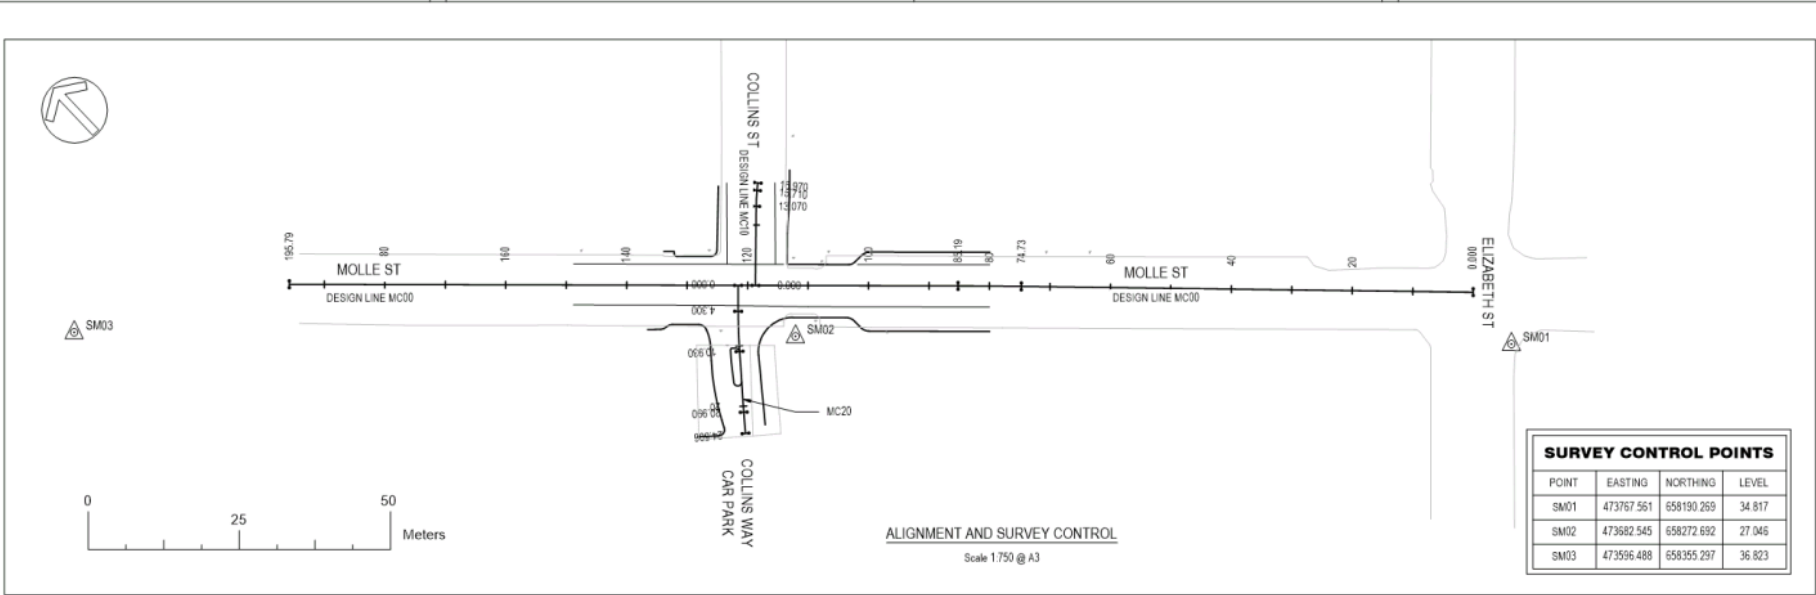 COLLINS ST
DESIGN LINE MC10
13.070
195.79
80
160
140
120
100
85.19
80
74.73
60
40
20
0.000
ELIZABETH ST
MOLLE ST
MOLLE ST
DESIGN LINE MC00
0.000
0.000
DESIGN LINE MC00
4.300
SM03
SM02
SM01
10.930
20
20.990
MC20
COLLINS WAY
CAR PARK
0
25
50
Meters
ALIGNMENT AND SURVEY CONTROL
Scale 1:750 @ A3
SURVEY CONTROL POINTS
POINT EASTING NORTHING LEVEL
SM01 473767.561 658190.269 34.817
SM02 473682.545 658272.692 27.046
SM03 473596.488 658355.297 36.823